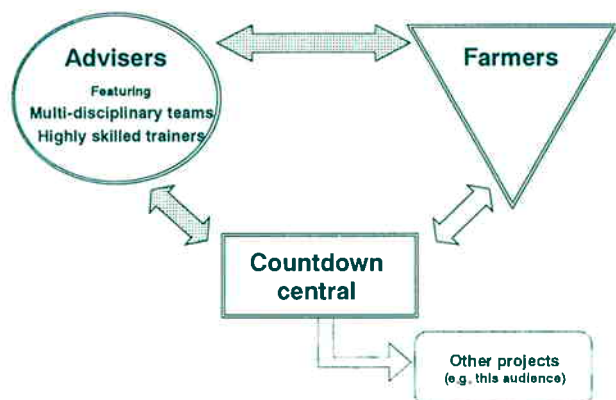 Advisers
Featuring
Multi-disciplinary teams
Highly skilled trainers
Farmers
Countdown
central
Other projects
(e.g. this audience)